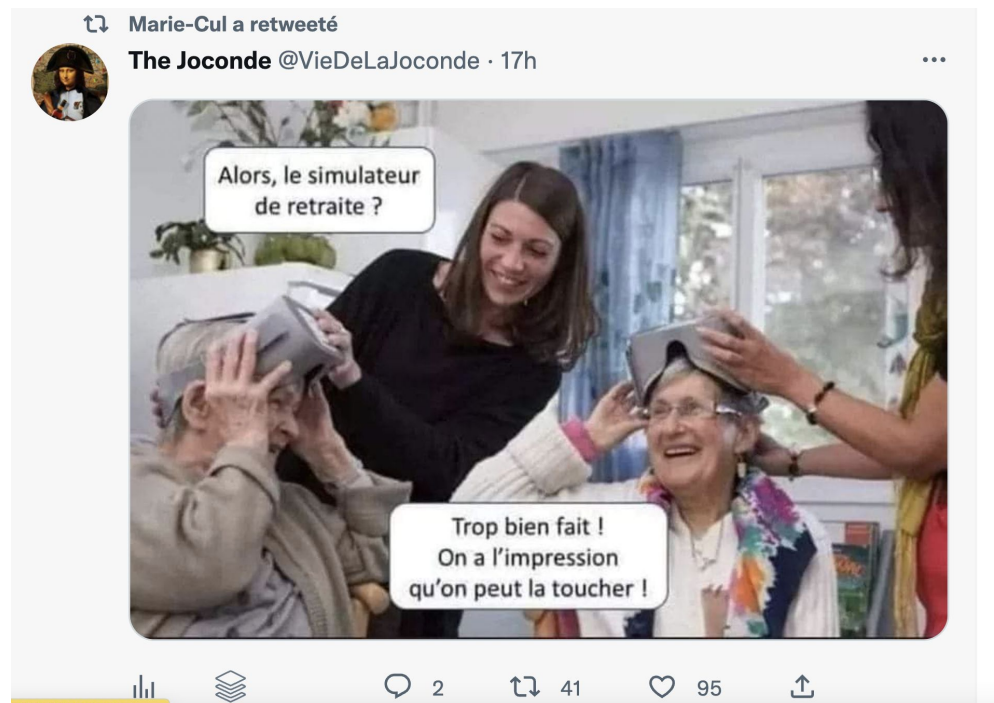 Marie-Cul a retweeté
The Joconde @VieDeLaJoconde · 17h
Alors, le simulateur
de retraite ?
Trop bien fait !
On a l'impression
qu'on peut la toucher !
2 41 95